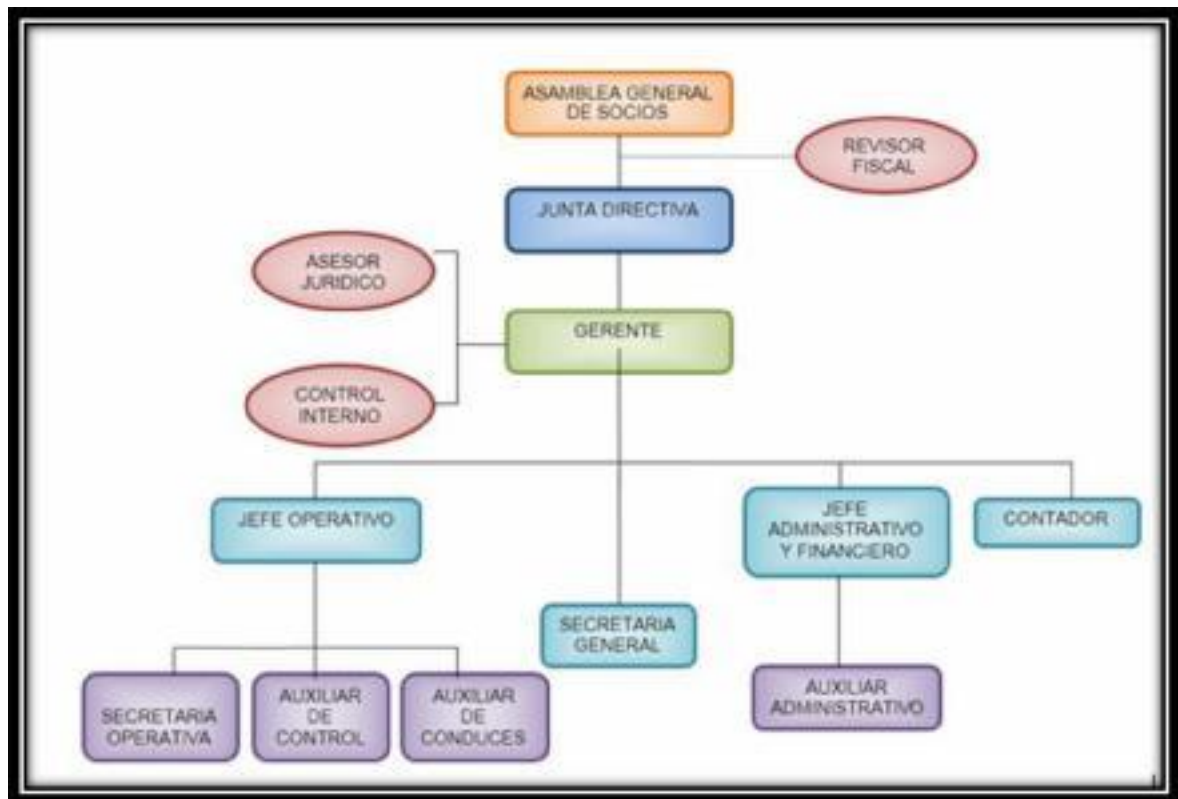 ASAMBLEA GENERAL
DE SOCIOS
REVISOR
FISCAL
JUNTA DIRECTIVA
ASESOR
JURIDICO
GERENTE
CONTROL
INTERNO
JEFE OPERATIVO
JEFE
ADMINISTRATIVO
Y FINANCIERO
CONTADOR
SECRETARIA
GENERAL
SECRETARIA
OPERATIVA
AUXILIAR
DE
CONTROL
AUXILIAR
DE
CONDUCES
AUXILIAR
ADMINISTRATIVO